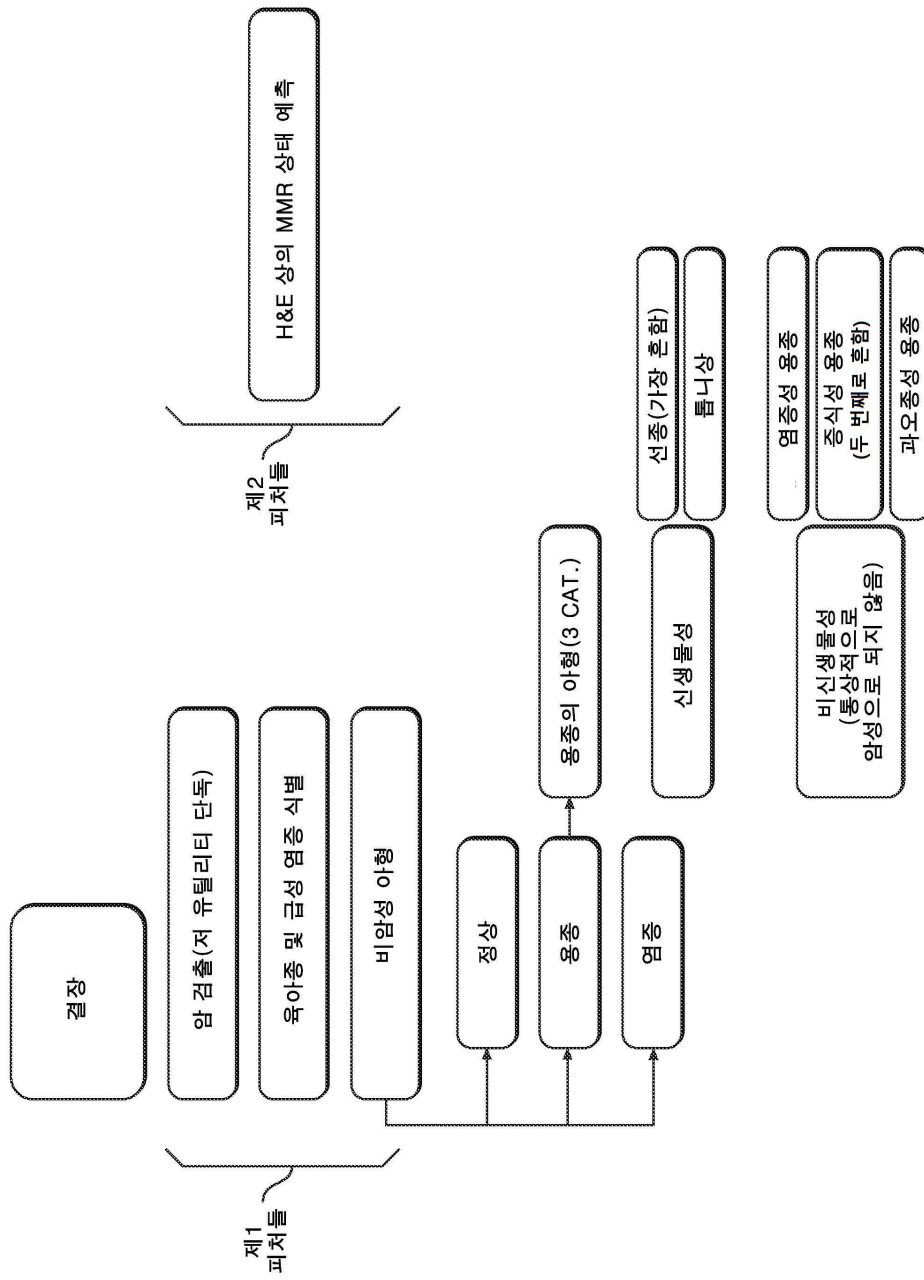 결장
제1
피처들
암 검출(저 유틸리티 단독)
육아종 및 급성 염증 식별
비암성 아형
제2
피처들
H&E 상의 MMR 상태 예측
정상
용종
염증
용종의 아형(3 CAT.)
신생물성
선종(가장 흔함)
톱니상
비신생물성
(통상적으로
암성으로 되지 않음)
염증성 용종
증식성 용종
(두 번째로 흔함)
과오종성 용종